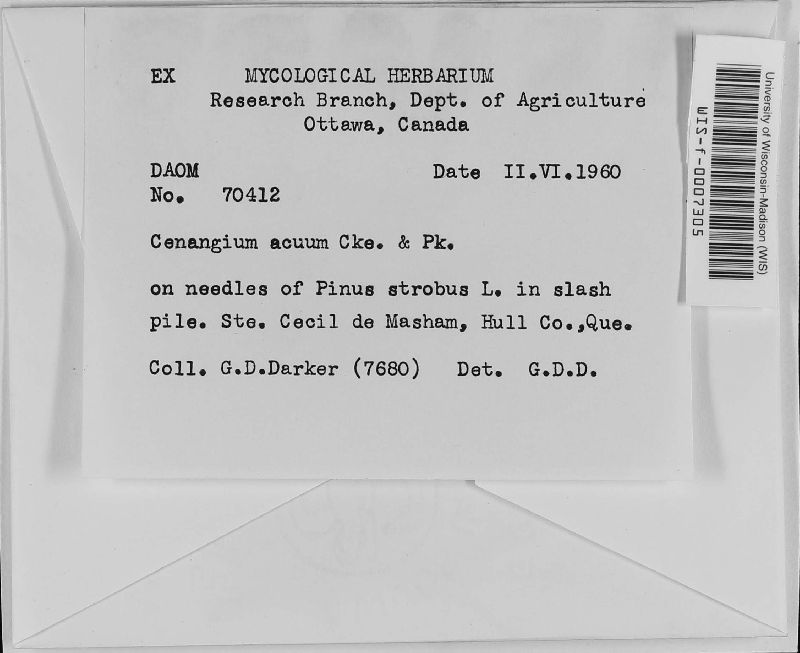 EX MYCOLOGICAL HERBARIUM
Research Branch, Dept. of Agriculture
Ottawa, Canada
DAOM Date II.VI.1960
No. 70412
Cenangium acuum Cke. & Pk.
on needles of Pinus strobus L. in slash
pile. Ste. Cecil de Masham, Hull Co.,Que.
Coll. G.D.Darker (7680) Det. G.D.D.
University of Wisconsin-Madison (WIS)
WIS-f-0007305